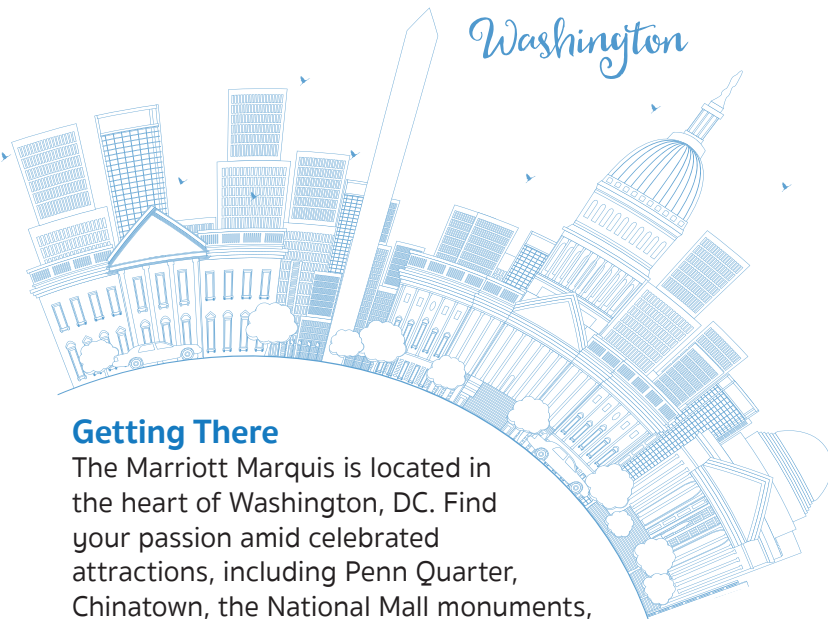 Washington
Getting There
The Marriott Marquis is located in
the heart of Washington, DC. Find
your passion amid celebrated
attractions, including Penn Quarter,
Chinatown, the National Mall monuments,